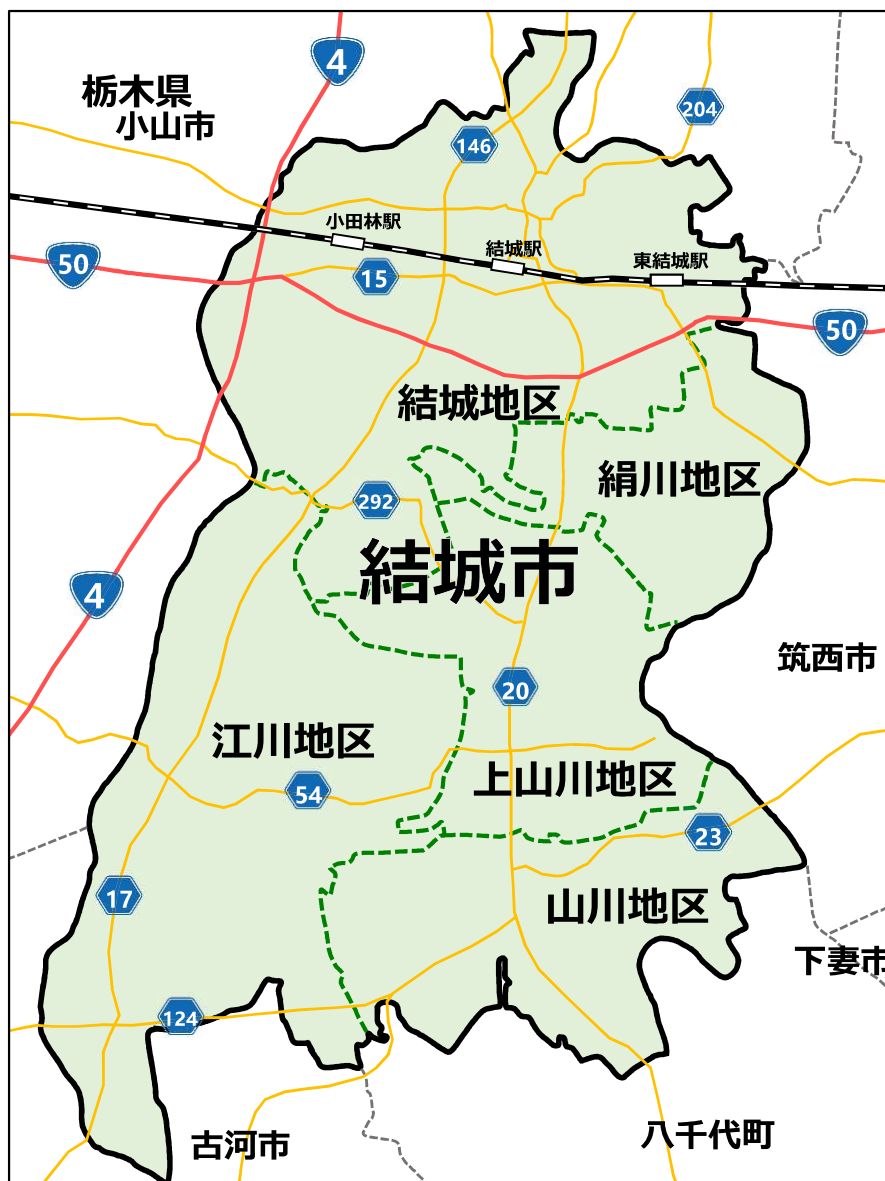 4
栃木県
小山市
204
146
小田林駅
結城駅
東結城駅
50
15
50
結城地区
絹川地区
292
結城市
4
筑西市
20
江川地区
上山川地区
54
23
17
山川地区
下妻市
124
古河市
八千代町